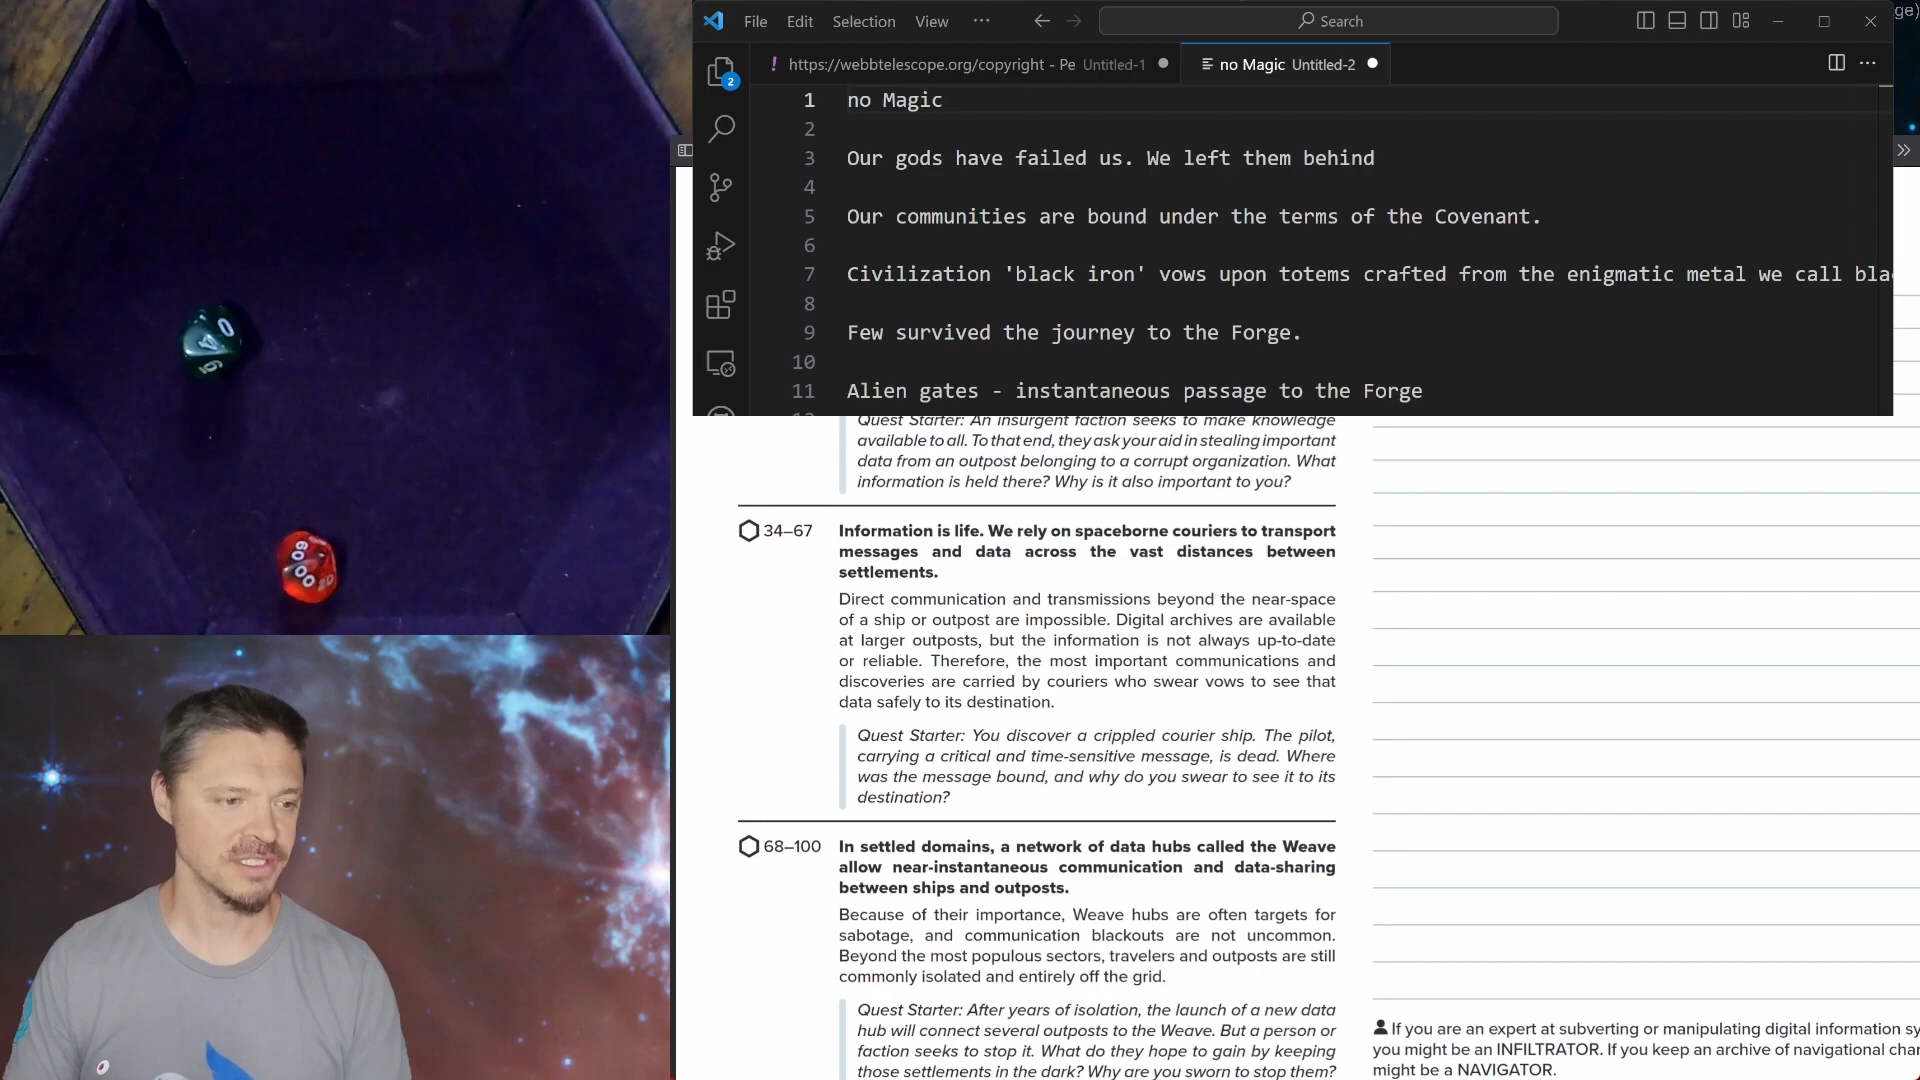 File Edit Selection View ··· Search
https://webbtelescope.org/copyright - Pe Untitled-1
no Magic Untitled-2
2
1 no Magic
2
3 Our gods have failed us. We left them behind
4
5 Our communities are bound under the terms of the Covenant.
6
7 Civilization 'black iron' vows upon totems crafted from the enigmatic metal we call bla
8
9 Few survived the journey to the Forge.
10
11 Alien gates - instantaneous passage to the Forge
ge)
Quest Starter: An insurgent faction seeks to make knowledge
available to all. To that end, they ask your aid in stealing important
data from an outpost belonging to a corrupt organization. What
information is held there? Why is it also important to you?
34–67 Information is life. We rely on spaceborne couriers to transport
messages and data across the vast distances between
settlements.
Direct communication and transmissions beyond the near-space
of a ship or outpost are impossible. Digital archives are available
at larger outposts, but the information is not always up-to-date
or reliable. Therefore, the most important communications and
discoveries are carried by couriers who swear vows to see that
data safely to its destination.
Quest Starter: You discover a crippled courier ship. The pilot,
carrying a critical and time-sensitive message, is dead. Where
was the message bound, and why do you swear to see it to its
destination?
68–100 In settled domains, a network of data hubs called the Weave
allow near-instantaneous communication and data-sharing
between ships and outposts.
Because of their importance, Weave hubs are often targets for
sabotage, and communication blackouts are not uncommon.
Beyond the most populous sectors, travelers and outposts are still
commonly isolated and entirely off the grid.
Quest Starter: After years of isolation, the launch of a new data
hub will connect several outposts to the Weave. But a person or
faction seeks to stop it. What do they hope to gain by keeping
those settlements in the dark? Why are you sworn to stop them?
If you are an expert at subverting or manipulating digital information sy
you might be an INFILTRATOR. If you keep an archive of navigational char
might be a NAVIGATOR.
0
4
00